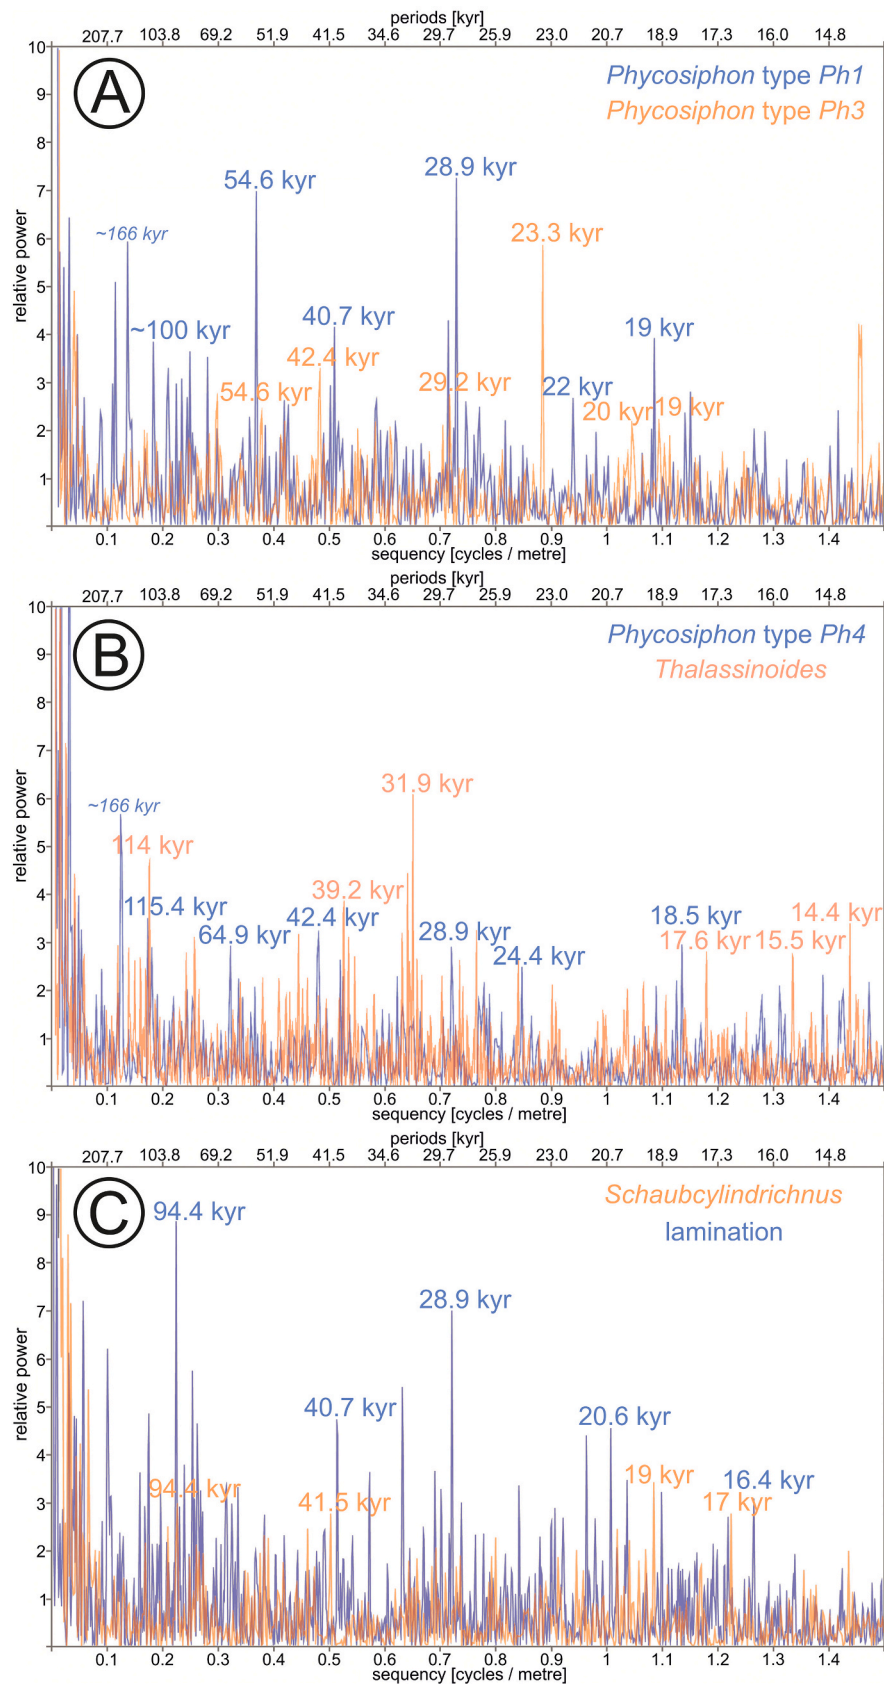 periods [kyr]
207.7 103.8 69.2 51.9 41.5 34.6 29.7 25.9 23.0 20.7 18.9 17.3 16.0 14.8
10
A
Phycosiphon type Ph1
Phycosiphon type Ph3
9
8
7
6
5
4
3
2
1
relative power
54.6 kyr
28.9 kyr
~166 kyr
23.3 kyr
~100 kyr
40.7 kyr
19 kyr
42.4 kyr
54.6 kyr
29.2 kyr
22 kyr
20 kyr
19 kyr
0.1 0.2 0.3 0.4 0.5 0.6 0.7 0.8 0.9 1 1.1 1.2 1.3 1.4
sequency [cycles / metre]
periods [kyr]
207.7 103.8 69.2 51.9 41.5 34.6 29.7 25.9 23.0 20.7 18.9 17.3 16.0 14.8
10
B
Phycosiphon type Ph4
Thalassinoides
9
8
7
6
5
4
3
2
1
relative power
31.9 kyr
~166 kyr
114 kyr
115.4 kyr
39.2 kyr
64.9 kyr
42.4 kyr
28.9 kyr
24.4 kyr
18.5 kyr
17.6 kyr
15.5 kyr
14.4 kyr
0.1 0.2 0.3 0.4 0.5 0.6 0.7 0.8 0.9 1 1.1 1.2 1.3 1.4
sequency [cycles / metre]
periods [kyr]
207.7 103.8 69.2 51.9 41.5 34.6 29.7 25.9 23.0 20.7 18.9 17.3 16.0 14.8
10
C
Schaubcylindrichnus
lamination
9
8
7
6
5
4
3
2
1
relative power
94.4 kyr
28.9 kyr
40.7 kyr
20.6 kyr
94.4 kyr
41.5 kyr
19 kyr
16.4 kyr
17 kyr
0.1 0.2 0.3 0.4 0.5 0.6 0.7 0.8 0.9 1 1.1 1.2 1.3 1.4
sequency [cycles / metre]